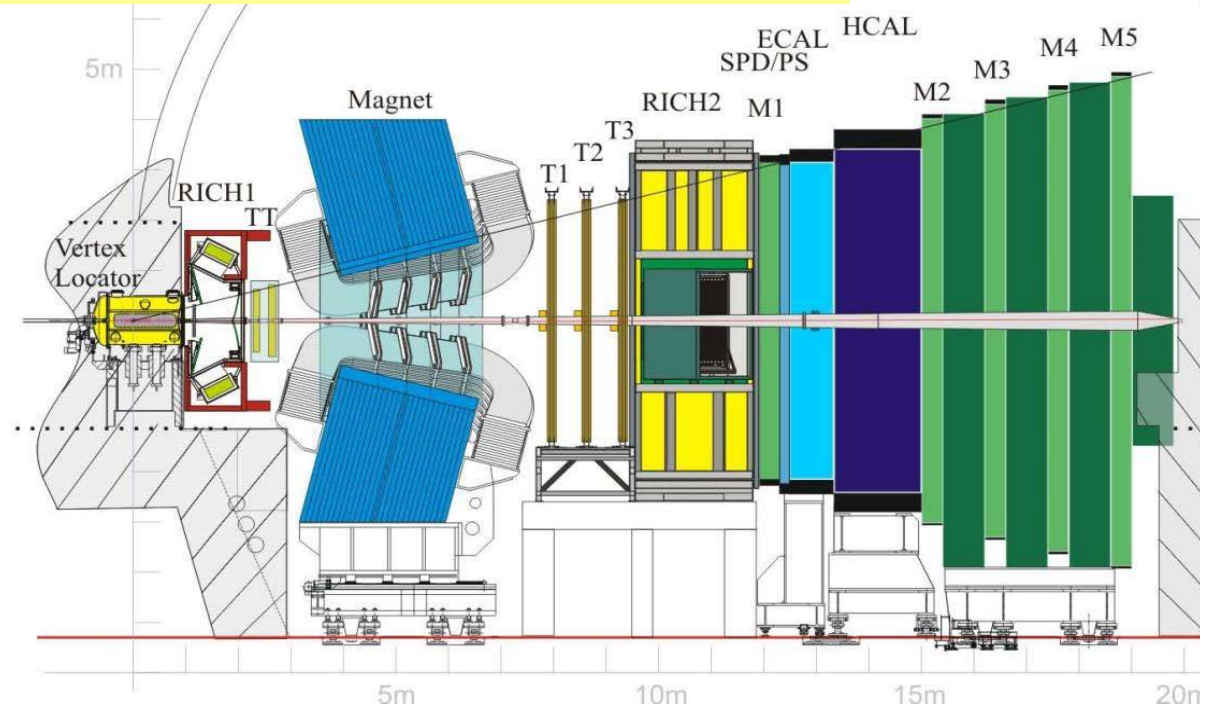 5m
Magnet
RICH1
TT
Vertex
Locator
T1
T2
T3
RICH2
M1
SPD/PS
ECAL
HCAL
M2
M3
M4
M5
5m
10m
15m
20m